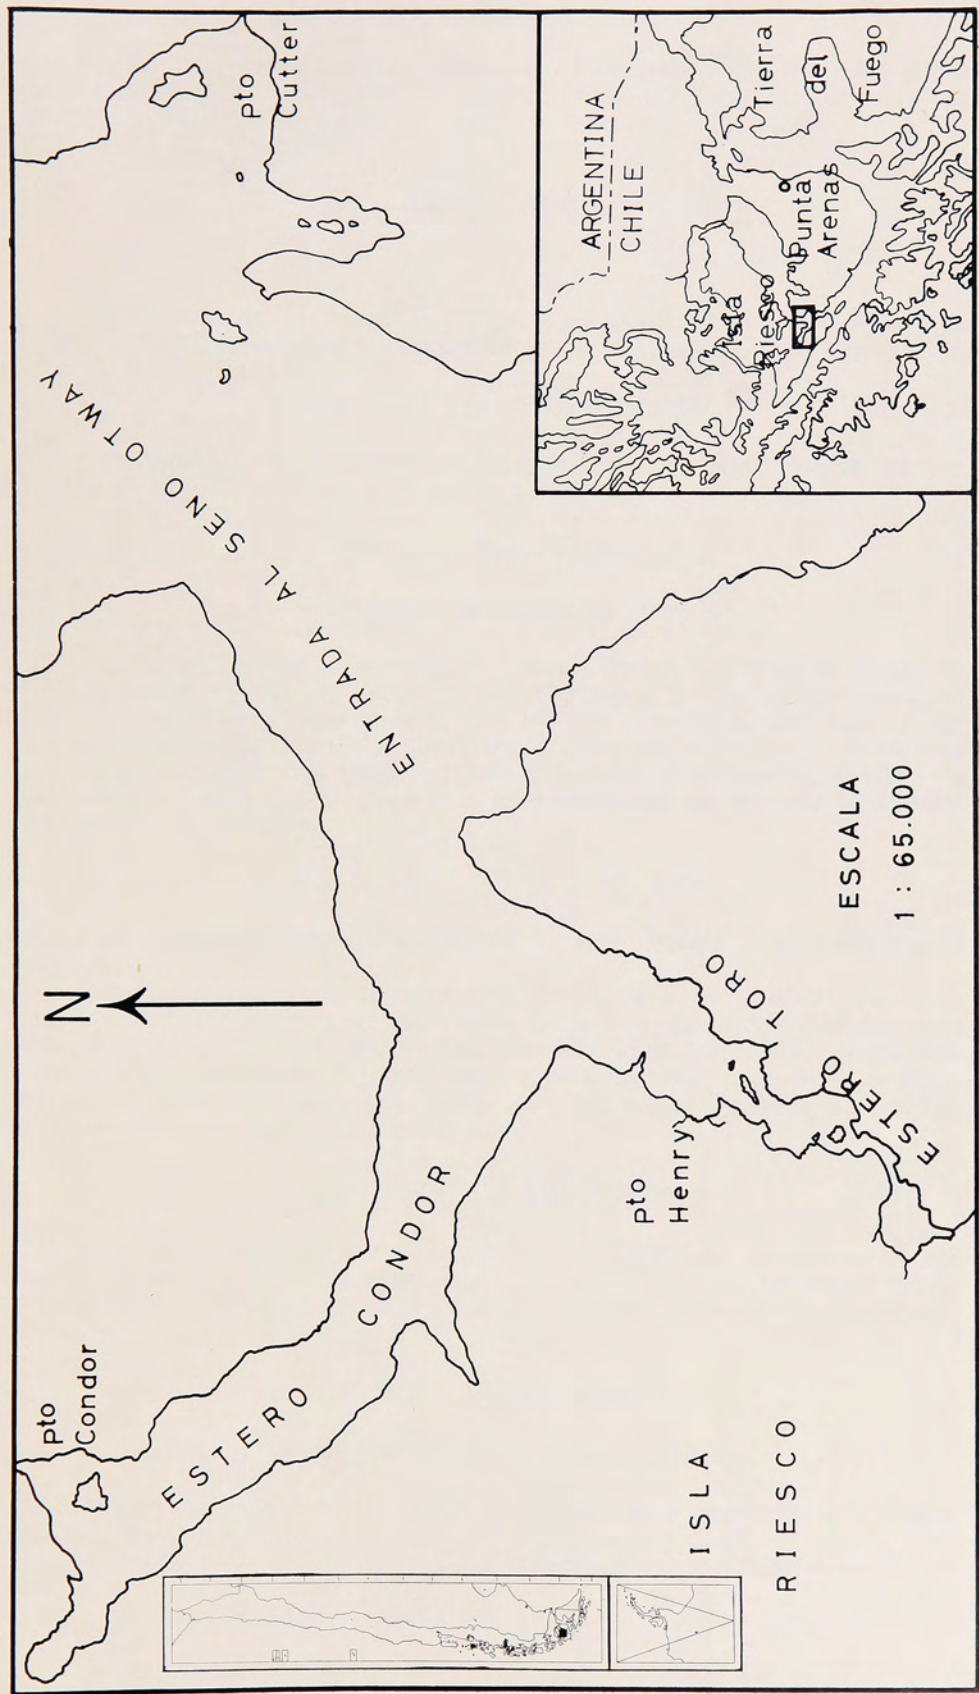 pto
Condor
N
pto
Cutter
ESTERO CONDOR
ENTRADA AL SENO OTWAY
pto
Henry
ESTERO TORO
ISLA
RIESCO
ESCALA
1 : 65.000
ARGENTINA
CHILE
Isla
Riesco
Punta
Arenas
Tierra
del
Fuego